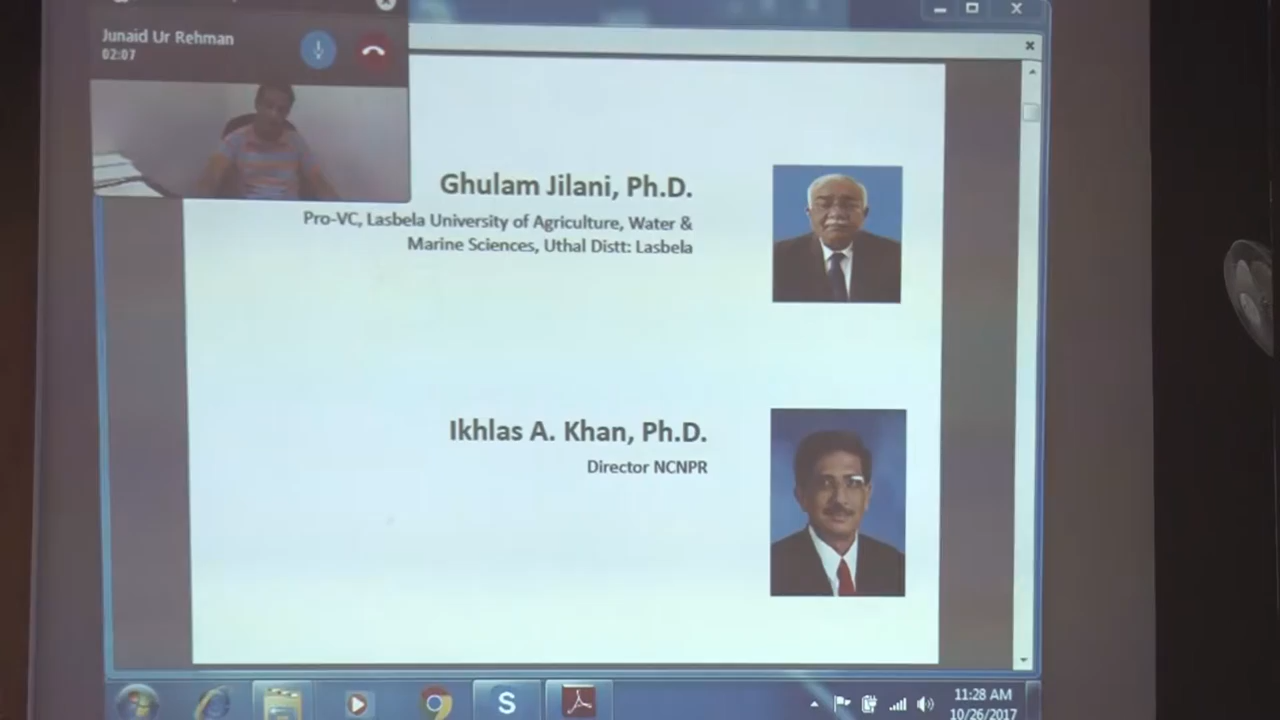 Junaid Ur Rehman
02:07
Ghulam Jilani, Ph.D.
Pro-VC, Lasbela University of Agriculture, Water &
Marine Sciences, Uthal Distt: Lasbela
Ikhlas A. Khan, Ph.D.
Director NCNPR
S
11:28 AM
10/26/2017